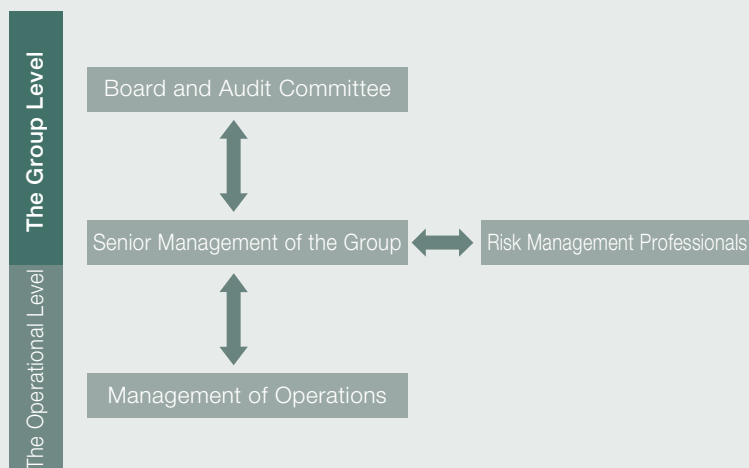 The Group Level
Board and Audit Committee
Senior Management of the Group
Risk Management Professionals
The Operational Level
Management of Operations